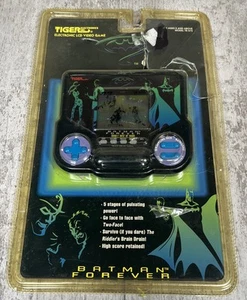 TIGER
ELECTRONIC LCD VIDEO GAME
BATMAN
• 5 stages of pulsating
power!
• Go face to face with
Two-Face!
• Survive (if you dare) The
Riddler's Brain Drain!
• High score retained!
BATMAN
FOREVER